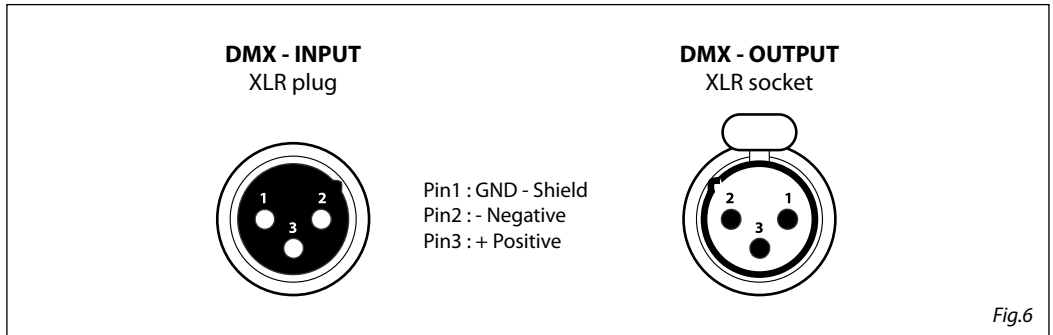 DMX - INPUT
XLR plug
DMX - OUTPUT
XLR socket
1 2
3
Pin1 : GND - Shield
Pin2 : - Negative
Pin3 : + Positive
2 1
3
Fig.6